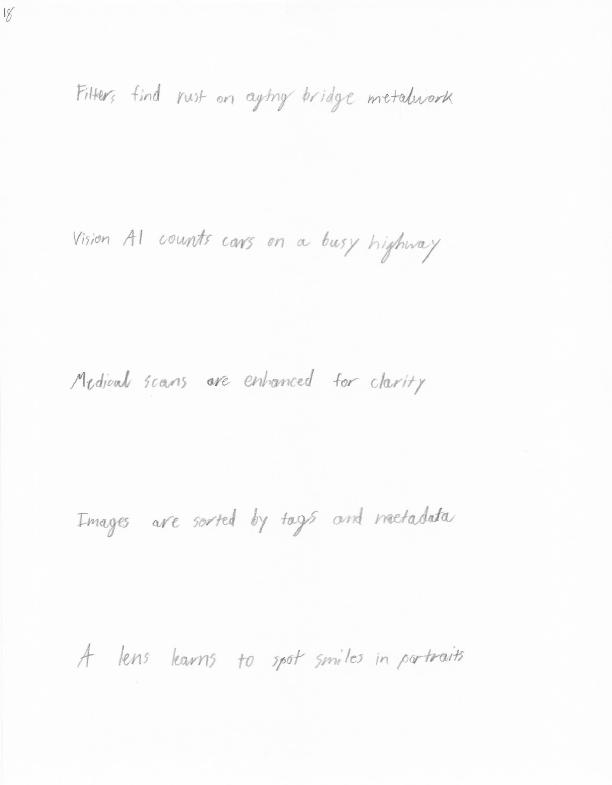 18
Filters find rust on aging bridge metalwork
Vision AI counts cars on a busy highway
Medical scans are enhanced for clarity
Images are sorted by tags and metadata
A lens learns to spot smiles in portraits